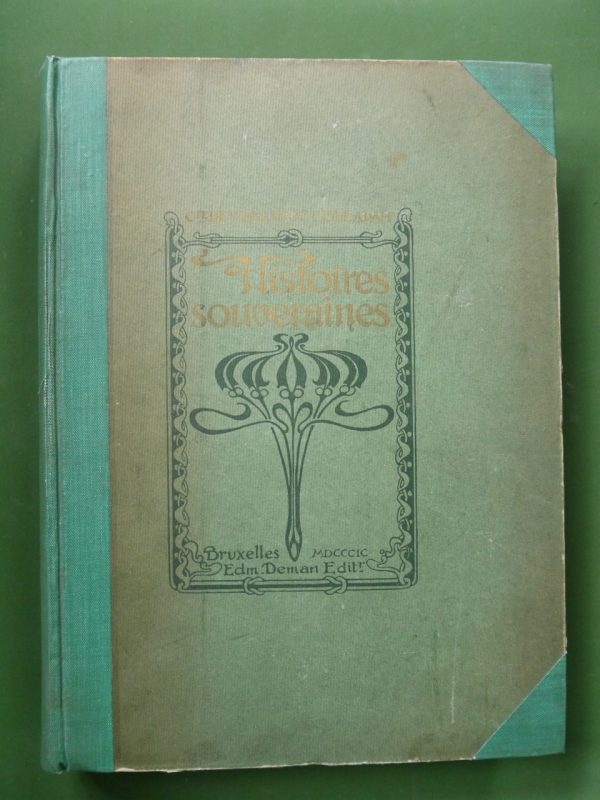 Histoires
souveraines
Bruxelles MDCCCIC
Edm. Deman Editr